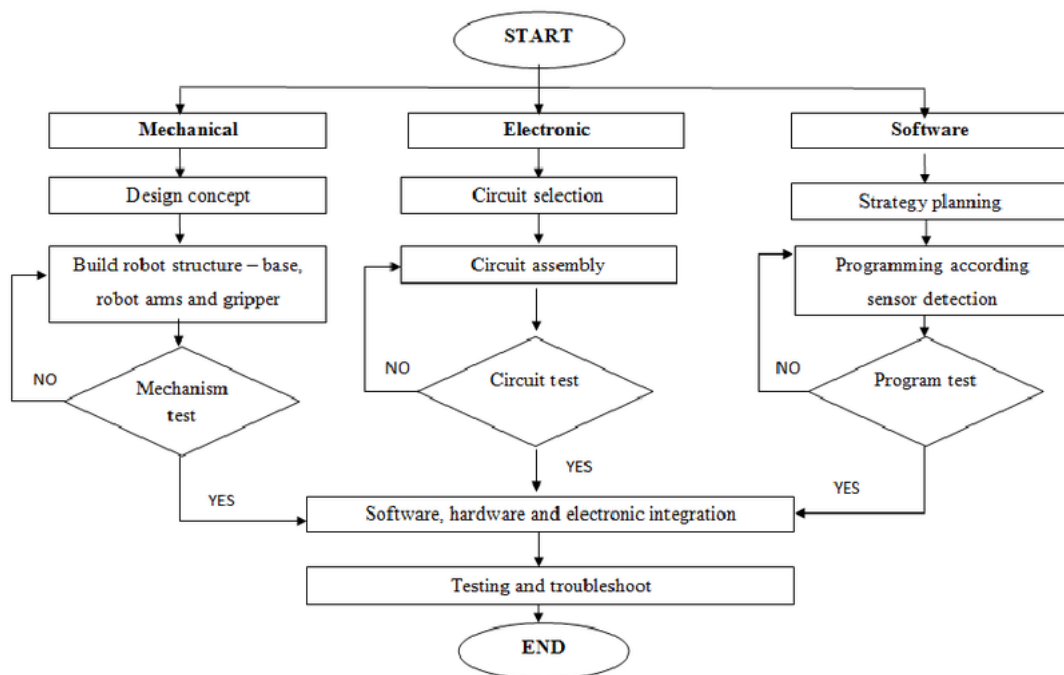 START
Mechanical
Electronic
Software
Design concept
Circuit selection
Strategy planning
Build robot structure – base,
robot arms and gripper
Circuit assembly
Programming according
sensor detection
NO
Mechanism
test
NO
Circuit test
NO
Program test
YES
YES
YES
Software, hardware and electronic integration
Testing and troubleshoot
END